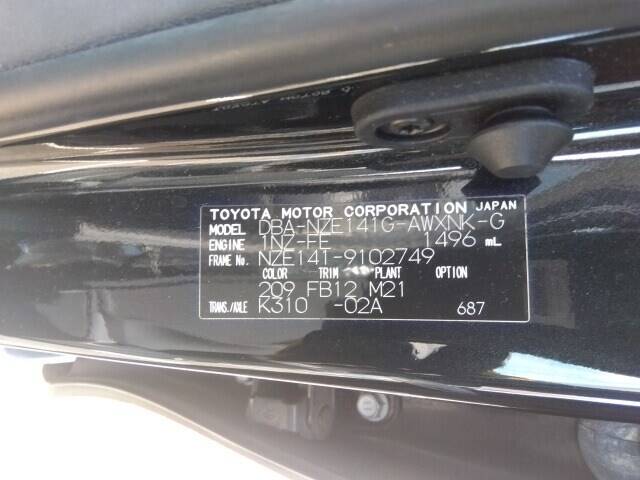 TOYOTA MOTOR CORPORATION JAPAN
MODEL DBA-NZE141G-AWXNK-G
ENGINE 1NZ-FE 1496 mL
FRAME No. NZE141-9102749
COLOR TRIM PLANT OPTION
209 FB12 M21
TRANS./AXLE K310 -02A 687